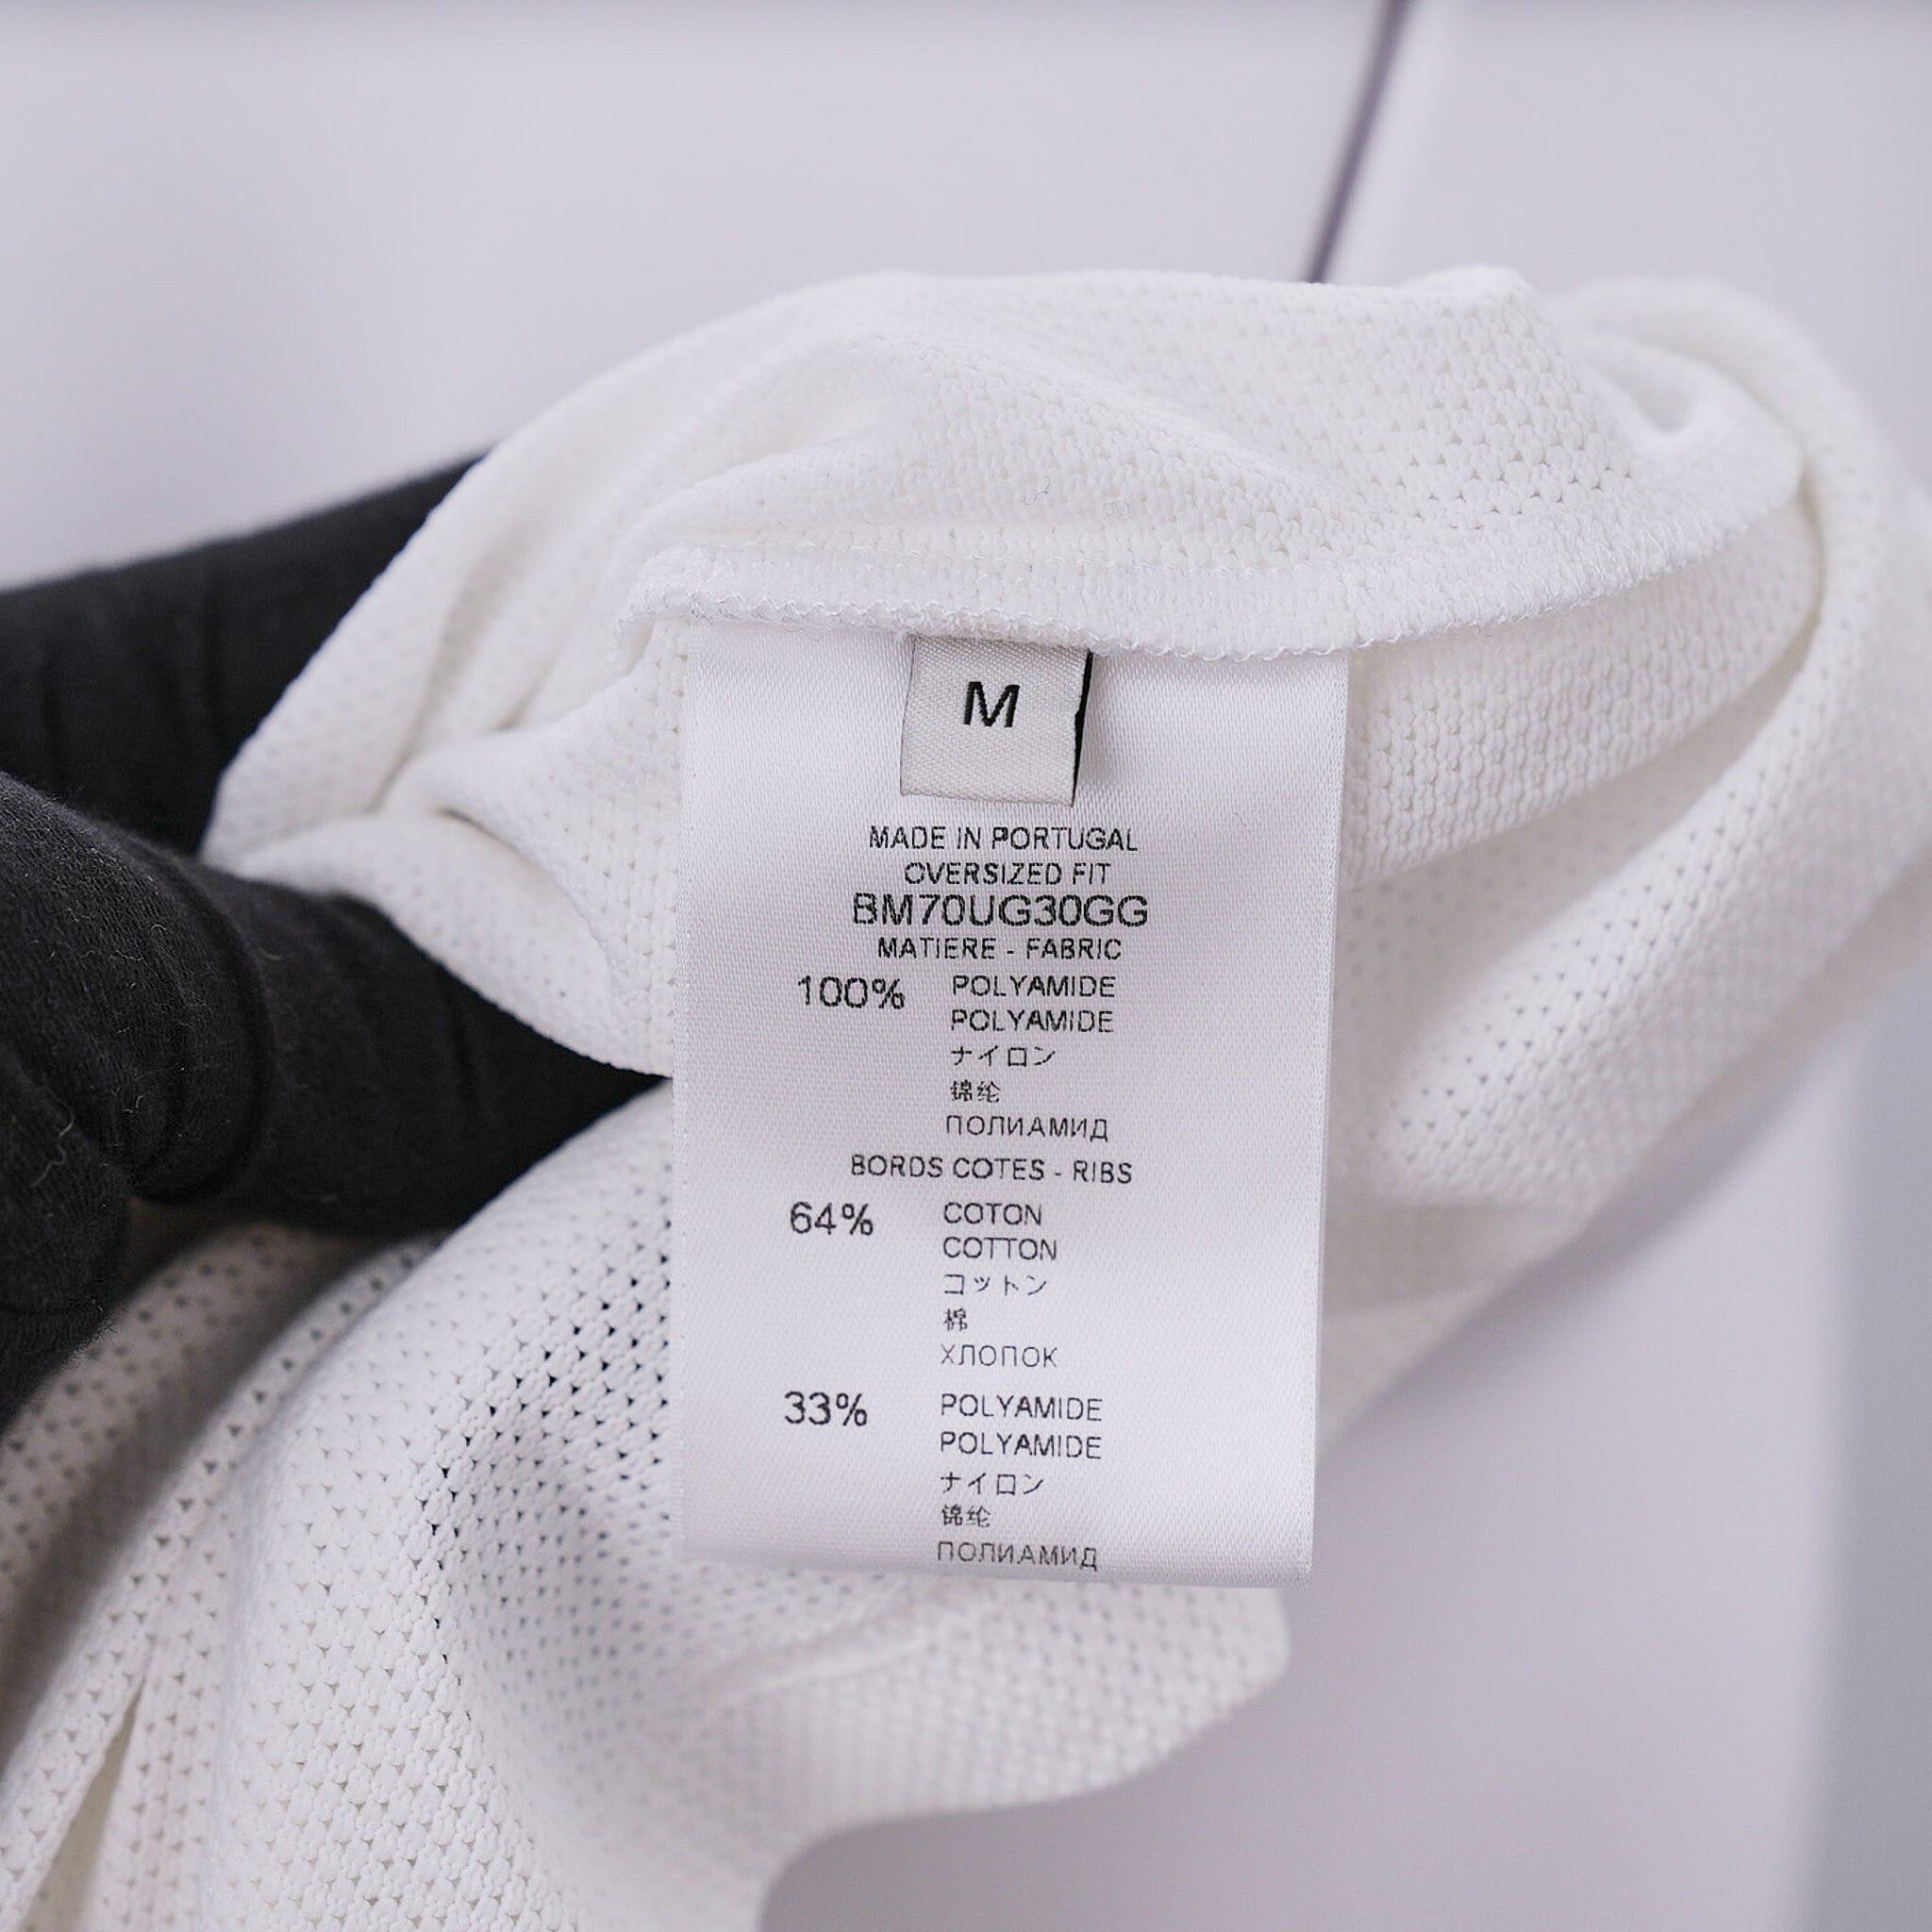 M
MADE IN PORTUGAL
OVERSIZED FIT
BM70UG30GG
MATIERE - FABRIC
100% POLYAMIDE
POLYAMIDE
ナイロン
锦纶
ПОЛИАМИД
BORDS COTES - RIBS
64% COTON
COTTON
コットン
棉
ХЛОПОК
33% POLYAMIDE
POLYAMIDE
ナイロン
锦纶
ПОЛИАМИД